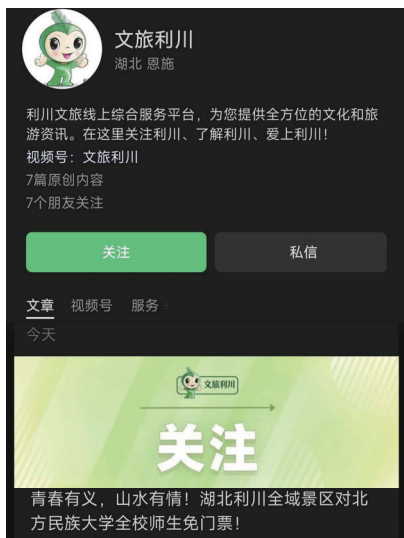 文旅利川
湖北 恩施
利川文旅线上综合服务平台，为您提供全方位的文化和旅
游资讯。在这里关注利川、了解利川、爱上利川！
视频号：文旅利川
7篇原创内容
7个朋友关注
关注 私信
文章 视频号 服务
今天
文旅利川
关注
青春有义，山水有情！湖北利川全域景区对北
方民族大学全校师生免门票！